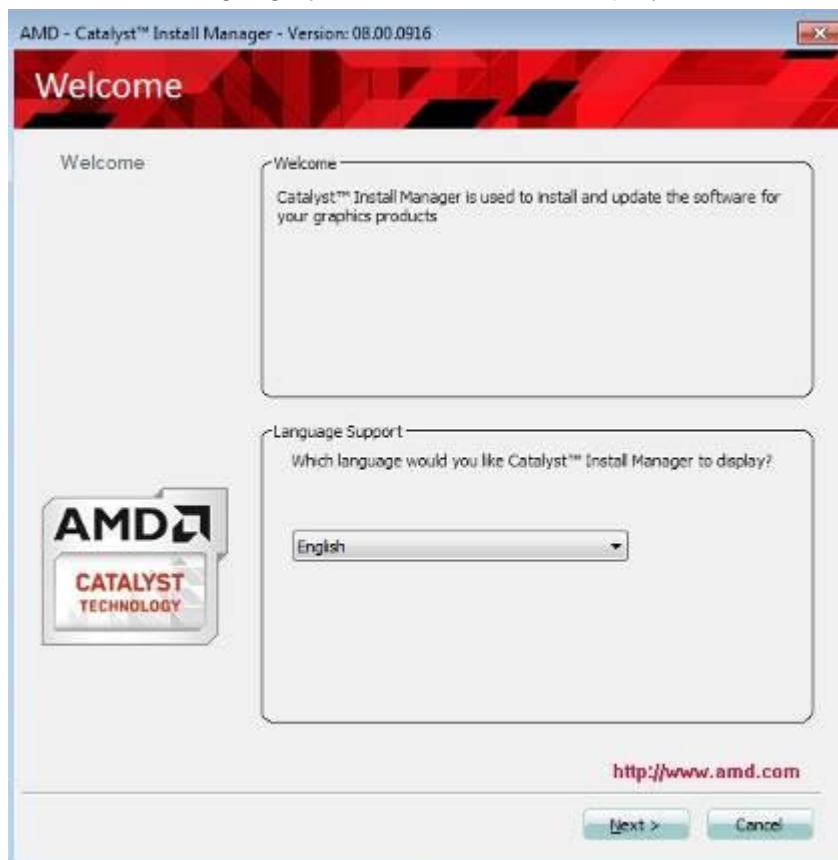 AMD - Catalyst™ Install Manager - Version: 08.00.0916
Welcome
Welcome
Welcome
Catalyst™ Install Manager is used to install and update the software for
your graphics products
Language Support
Which language would you like Catalyst™ Install Manager to display?
English
AMD
CATALYST
TECHNOLOGY
http://www.amd.com
Next >
Cancel